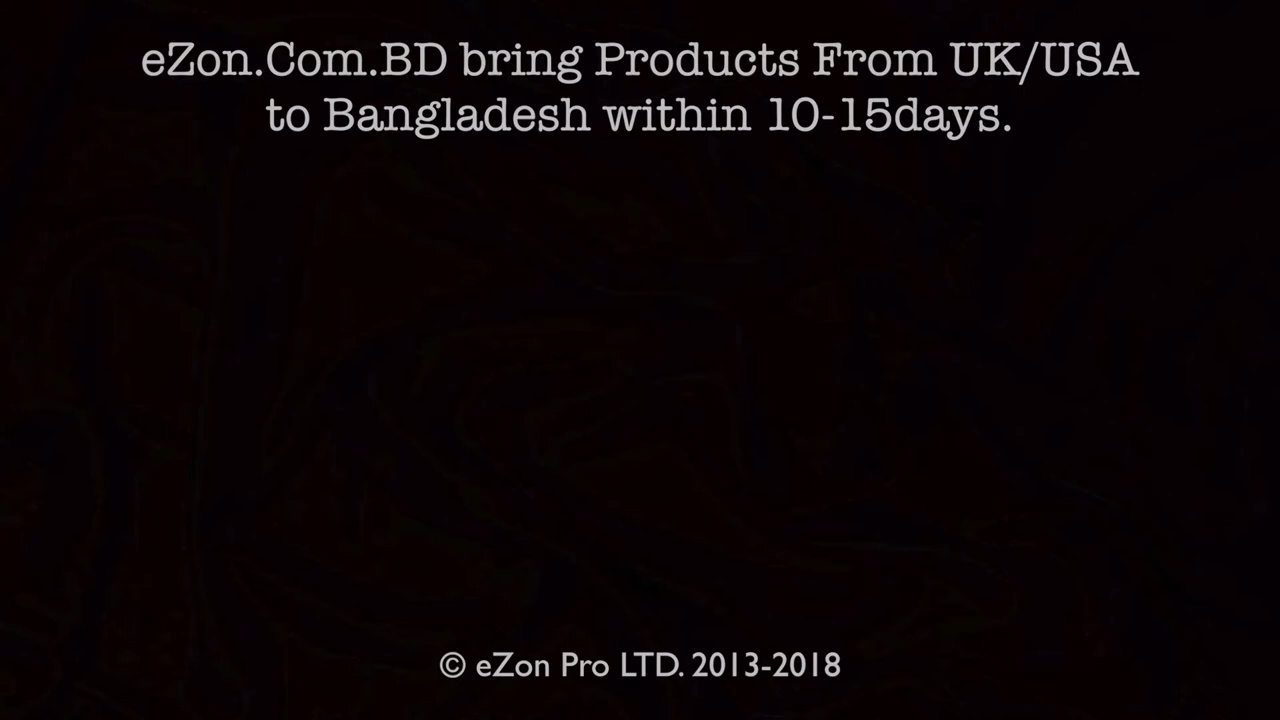 eZon.Com.BD bring Products From UK/USA
to Bangladesh within 10-15days.
© eZon Pro LTD. 2013-2018